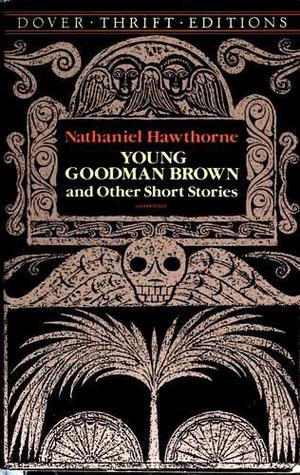 DOVER · THRIFT · EDITIONS
Nathaniel Hawthorne
YOUNG
GOODMAN BROWN
and Other Short Stories
UNABRIDGED